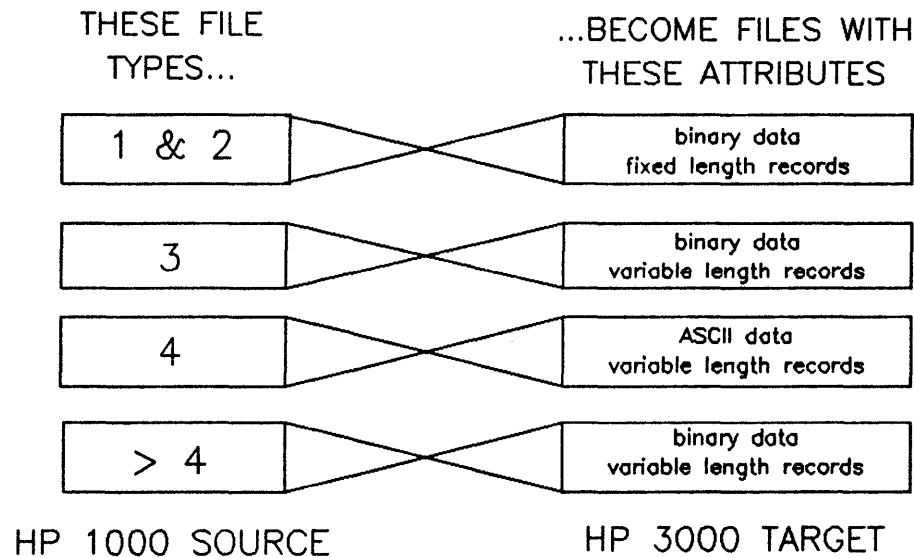 THESE FILE
TYPES...
...BECOME FILES WITH
THESE ATTRIBUTES
1 & 2
binary data
fixed length records
3
binary data
variable length records
4
ASCII data
variable length records
> 4
binary data
variable length records
HP 1000 SOURCE
HP 3000 TARGET